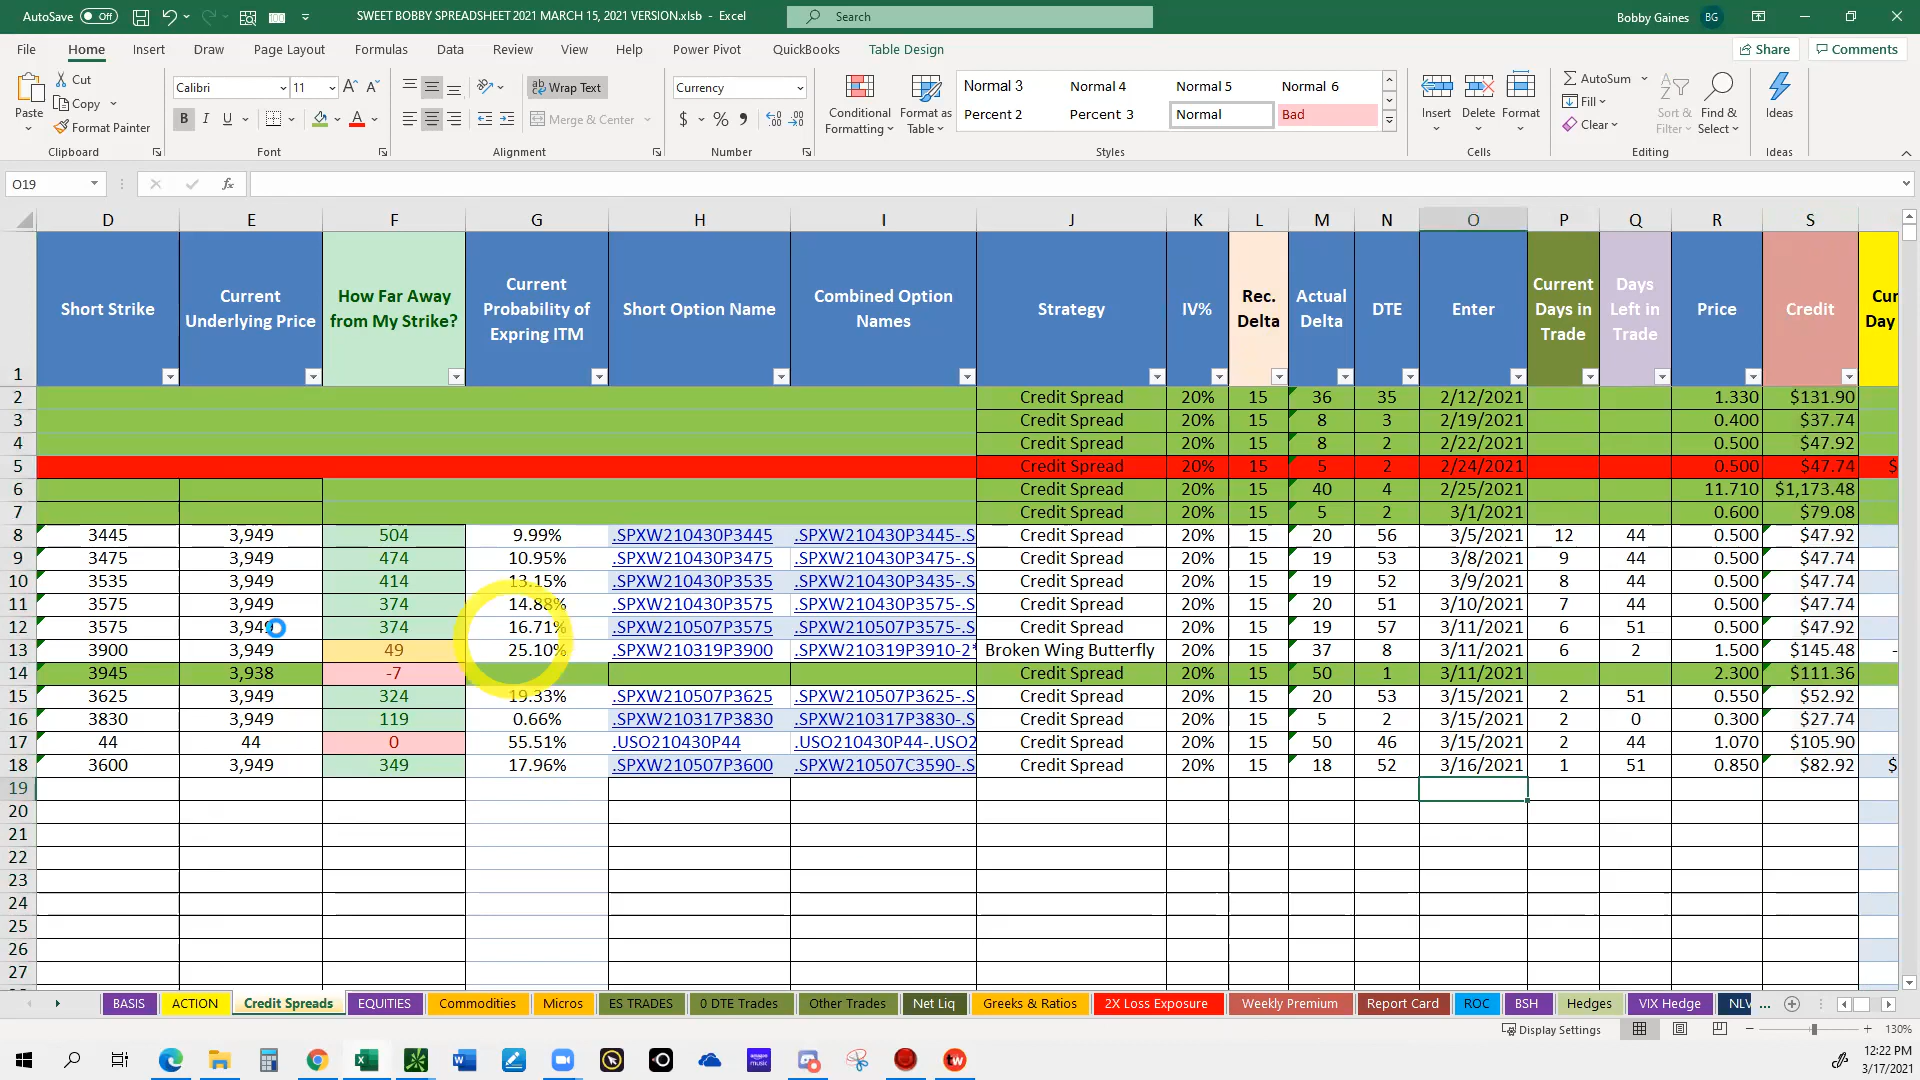 AutoSave Off SWEET BOBBY SPREADSHEET 2021 MARCH 15, 2021 VERSION.xlsb - Excel Search Bobby Gaines BG
File Home Insert Draw Page Layout Formulas Data Review View Help Power Pivot QuickBooks Table Design Share Comments
Paste Cut Copy Format Painter Clipboard
Calibri 11 B I U A Font
Wrap Text Merge & Center Alignment
Currency $ % Number
Conditional Formatting Format as Table
Normal 3 Normal 4 Normal 5 Normal 6
Percent 2 Percent 3 Normal Bad
Styles
Insert Delete Format Cells
AutoSum Fill Clear Sort & Filter Find & Select Editing
Ideas Ideas
O19 fx
D E F G H I J K L M N O P Q R S
1 Short Strike Current Underlying Price How Far Away from My Strike? Current Probability of Expring ITM Short Option Name Combined Option Names Strategy IV% Rec. Delta Actual Delta DTE Enter Current Days in Trade Days Left in Trade Price Credit Cur Day
2 Credit Spread 20% 15 36 35 2/12/2021 1.330 $131.90
3 Credit Spread 20% 15 8 3 2/19/2021 0.400 $37.74
4 Credit Spread 20% 15 8 2 2/22/2021 0.500 $47.92
5 Credit Spread 20% 15 5 2 2/24/2021 0.500 $47.74 $
6 Credit Spread 20% 15 40 4 2/25/2021 11.710 $1,173.48
7 Credit Spread 20% 15 5 2 3/1/2021 0.600 $79.08
8 3445 3,949 504 9.99% .SPXW210430P3445 .SPXW210430P3445-.S Credit Spread 20% 15 20 56 3/5/2021 12 44 0.500 $47.92
9 3475 3,949 474 10.95% .SPXW210430P3475 .SPXW210430P3475-.S Credit Spread 20% 15 19 53 3/8/2021 9 44 0.500 $47.74
10 3535 3,949 414 13.15% .SPXW210430P3535 .SPXW210430P3435-.S Credit Spread 20% 15 19 52 3/9/2021 8 44 0.500 $47.74
11 3575 3,949 374 14.88% .SPXW210430P3575 .SPXW210430P3575-.S Credit Spread 20% 15 20 51 3/10/2021 7 44 0.500 $47.74
12 3575 3,949 374 16.71% .SPXW210507P3575 .SPXW210507P3575-.S Credit Spread 20% 15 19 57 3/11/2021 6 51 0.500 $47.92
13 3900 3,949 49 25.10% .SPXW210319P3900 .SPXW210319P3910-2* Broken Wing Butterfly 20% 15 37 8 3/11/2021 6 2 1.500 $145.48 -
14 3945 3,938 -7 Credit Spread 20% 15 50 1 3/11/2021 2.300 $111.36
15 3625 3,949 324 19.33% .SPXW210507P3625 .SPXW210507P3625-.S Credit Spread 20% 15 20 53 3/15/2021 2 51 0.550 $52.92
16 3830 3,949 119 0.66% .SPXW210317P3830 .SPXW210317P3830-.S Credit Spread 20% 15 5 2 3/15/2021 2 0 0.300 $27.74
17 44 44 0 55.51% .USO210430P44 .USO210430P44-.USO2 Credit Spread 20% 15 50 46 3/15/2021 2 44 1.070 $105.90
18 3600 3,949 349 17.96% .SPXW210507P3600 .SPXW210507C3590-.S Credit Spread 20% 15 18 52 3/16/2021 1 51 0.850 $82.92 $
19
20
21
22
23
24
25
26
27
BASIS ACTION Credit Spreads EQUITIES Commodities Micros ES TRADES 0 DTE Trades Other Trades Net Liq Greeks & Ratios 2X Loss Exposure Weekly Premium Report Card ROC BSH Hedges VIX Hedge NLV ...
Display Settings 130%
12:22 PM
3/17/2021